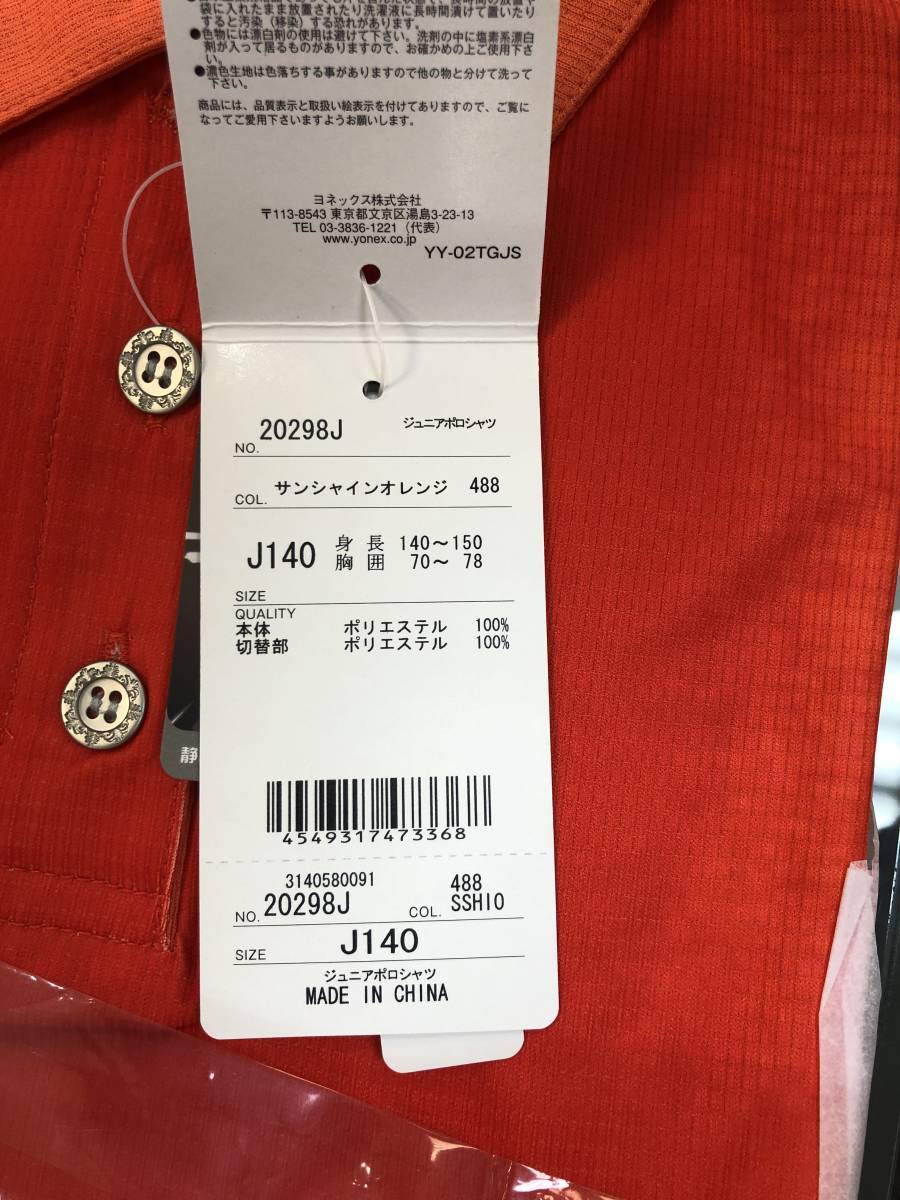 袋に入れたまま放置されたり洗濯液に長時間漬けて置いたり
すると汚染（移染）する恐れがあります。
●色物には漂白剤の使用は避けて下さい。洗剤の中に塩素系漂白
剤が入って居るものがありますので、お確かめの上ご使用下さ
い。
●濃色生地は色落ちする事がありますので他の物と分けて洗って
下さい。
商品には、品質表示と取扱い絵表示を付けてありますので、ご覧に
なってご愛用下さいますようお願いします。
ヨネックス株式会社
〒113-8543 東京都文京区湯島3-23-13
TEL 03-3836-1221（代表）
www.yonex.co.jp
YY-02TGJS
NO. 20298J ジュニアポロシャツ
COL. サンシャインオレンジ 488
J140 身長 140～150
胸囲 70～ 78
SIZE
QUALITY
本体 ポリエステル 100%
切替部 ポリエステル 100%
静
4549317473368
3140580091 488
NO. 20298J COL. SSHIO
SIZE J140
ジュニアポロシャツ
MADE IN CHINA